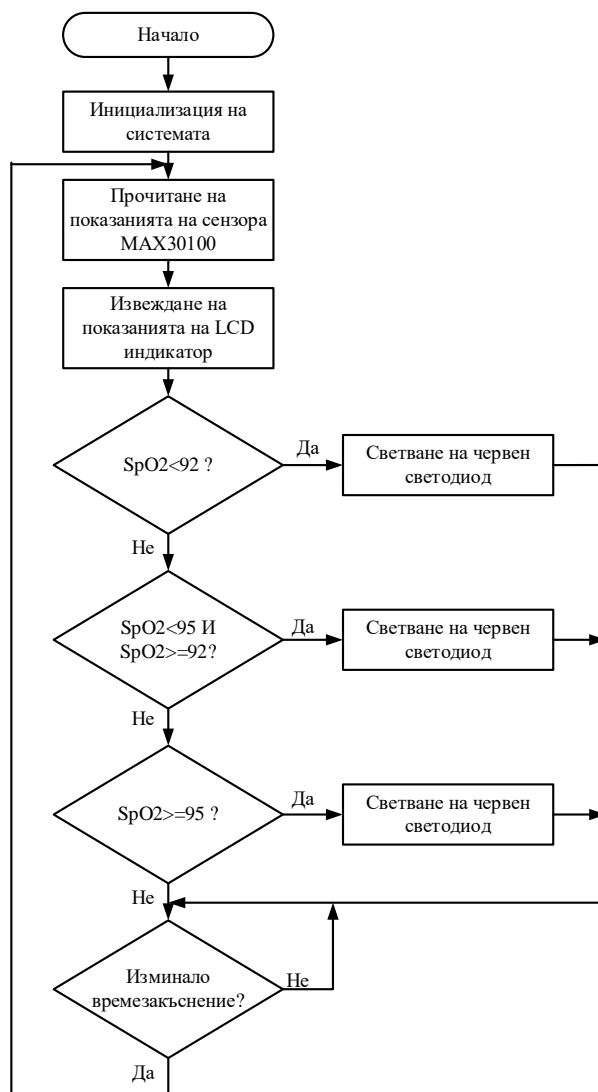 Начало
Инициализация на
системата
Прочитане на
показанията на сензора
MAX30100
Извеждане на
показанията на LCD
индикатор
SpO2<92 ?
Да
Светване на червен
светодиод
Не
SpO2<95 И
SpO2>=92?
Да
Светване на червен
светодиод
Не
SpO2>=95 ?
Да
Светване на червен
светодиод
Не
Изминало
времезакъснение?
Не
Да